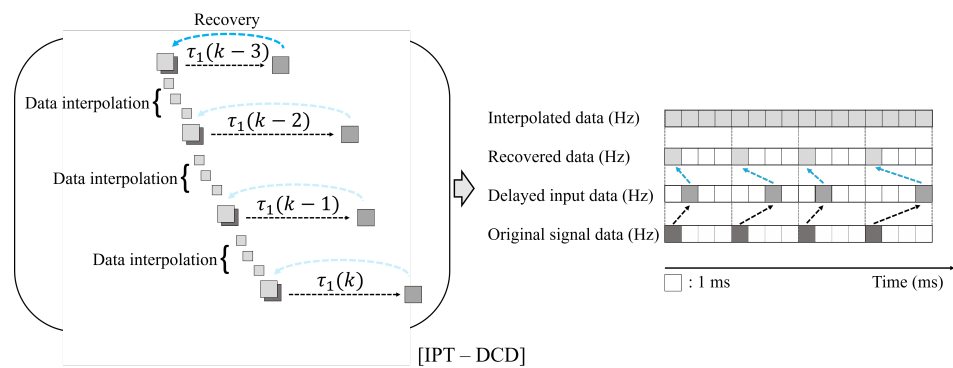 Recovery
τ₁(k − 3)
Data interpolation
τ₁(k − 2)
Data interpolation
τ₁(k − 1)
Data interpolation
τ₁(k)
[IPT – DCD]
Interpolated data (Hz)
Recovered data (Hz)
Delayed input data (Hz)
Original signal data (Hz)
: 1 ms
Time (ms)